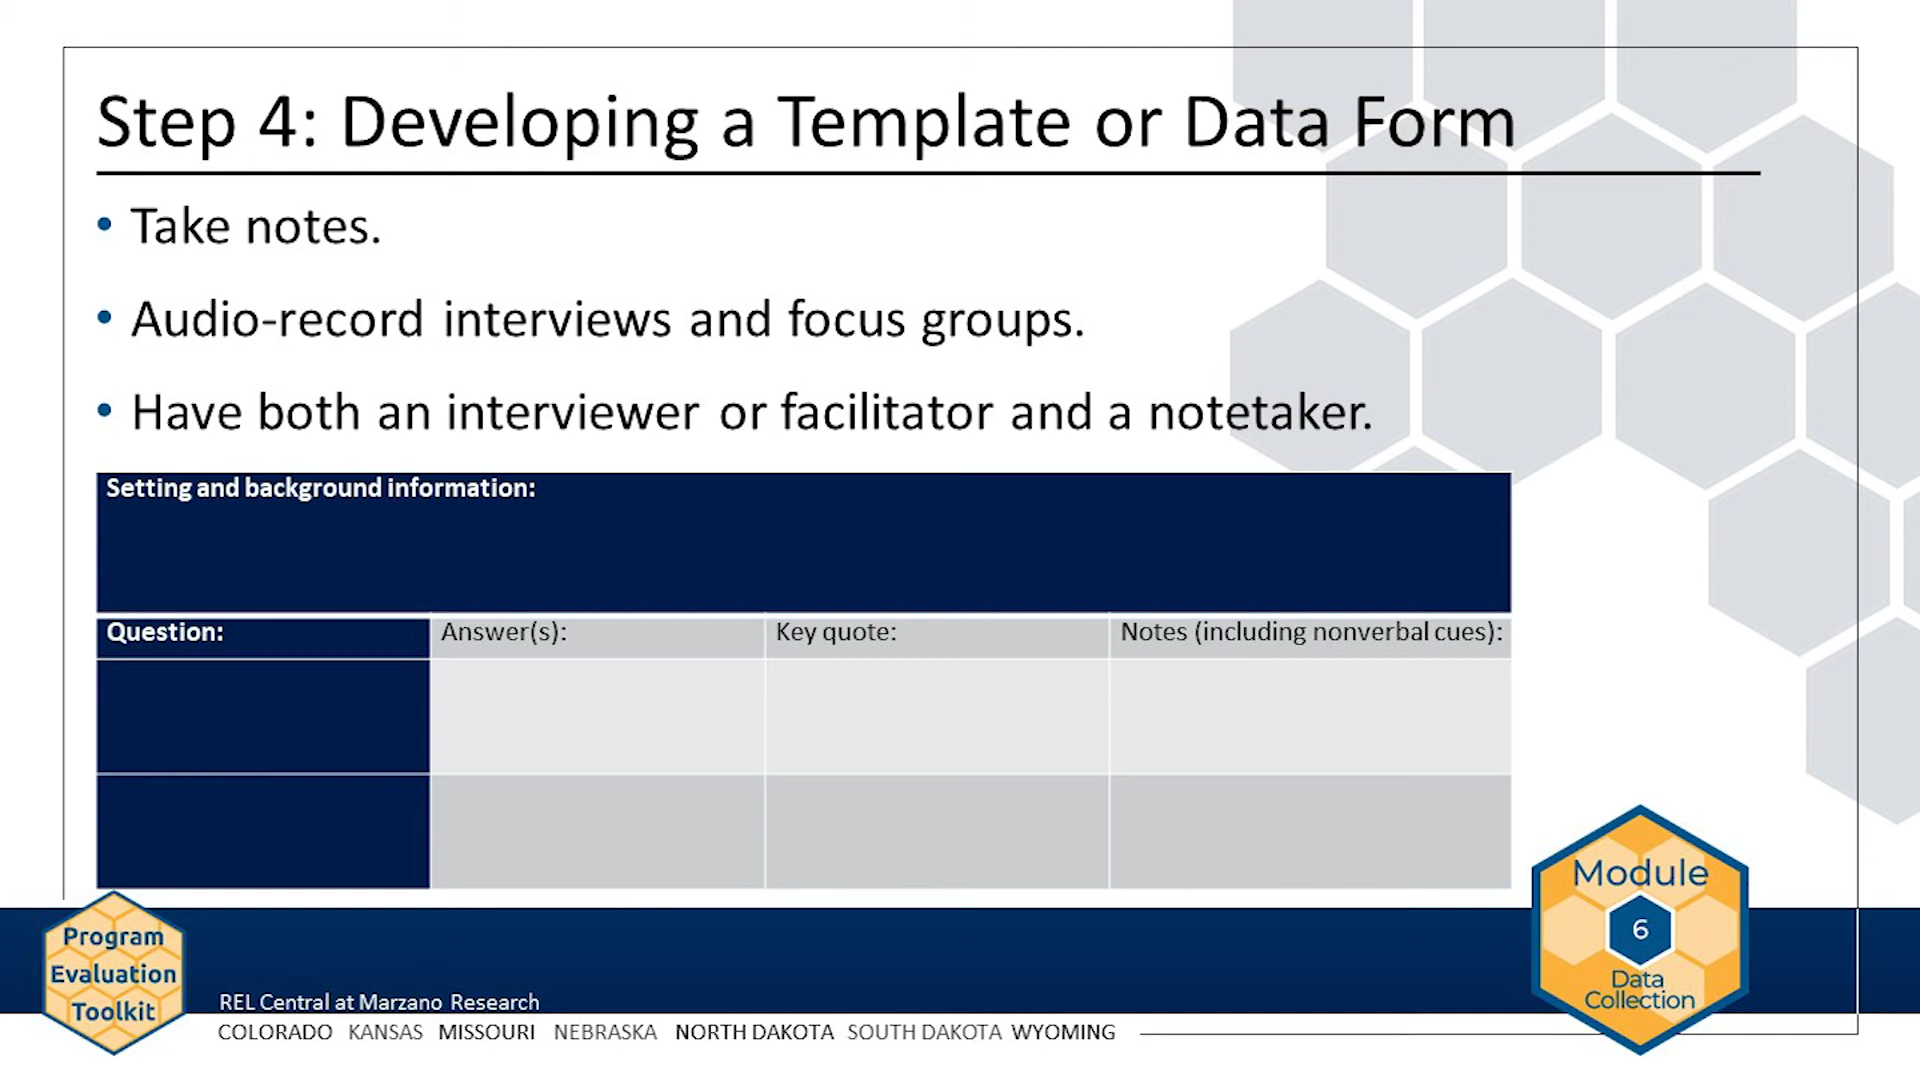 Step 4: Developing a Template or Data Form
• Take notes.
• Audio-record interviews and focus groups.
• Have both an interviewer or facilitator and a notetaker.
Setting and background information:
Question: Answer(s): Key quote: Notes (including nonverbal cues):
Program
Evaluation
Toolkit
REL Central at Marzano Research
COLORADO KANSAS MISSOURI NEBRASKA NORTH DAKOTA SOUTH DAKOTA WYOMING
Module
6
Data
Collection